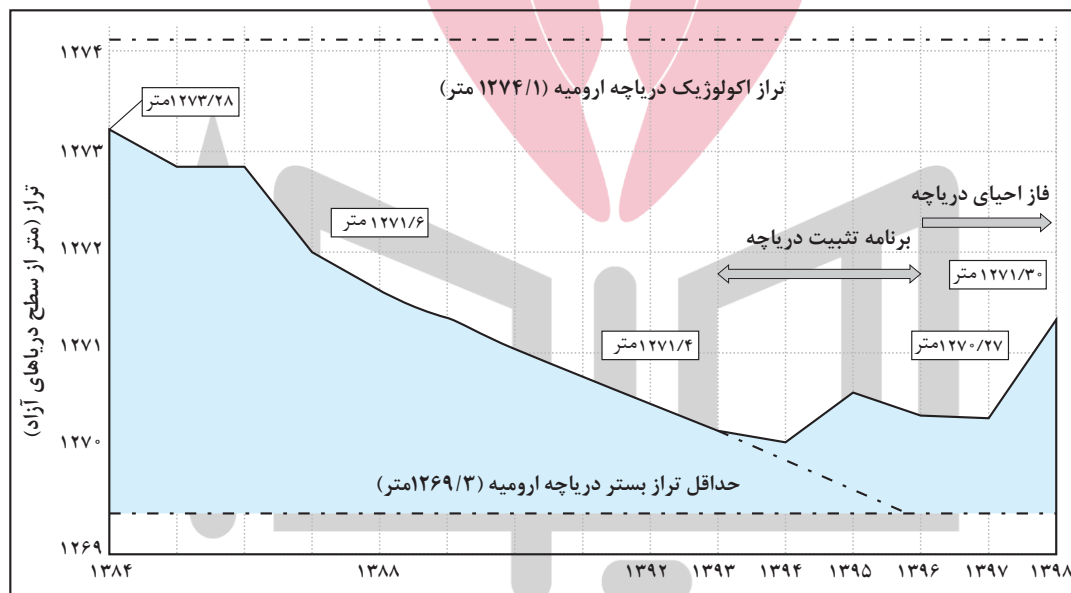 تراز اکولوژیک دریاچه ارومیه (۱۲۷۴/۱ متر)
۱۲۷۳/۲۸متر
۱۲۷۱/۶ متر
فاز احیای دریاچه
برنامه تثبیت دریاچه
۱۲۷۱/۳۰متر
۱۲۷۱/۴متر
۱۲۷۰/۲۷متر
حداقل تراز بستر دریاچه ارومیه (۱۲۶۹/۳متر)
تراز (متر از سطح دریاهای آزاد)
۱۲۷۴
۱۲۷۳
۱۲۷۲
۱۲۷۱
۱۲۷۰
۱۲۶۹
۱۳۸۴ ۱۳۸۸ ۱۳۹۲ ۱۳۹۳ ۱۳۹۴ ۱۳۹۵ ۱۳۹۶ ۱۳۹۷ ۱۳۹۸